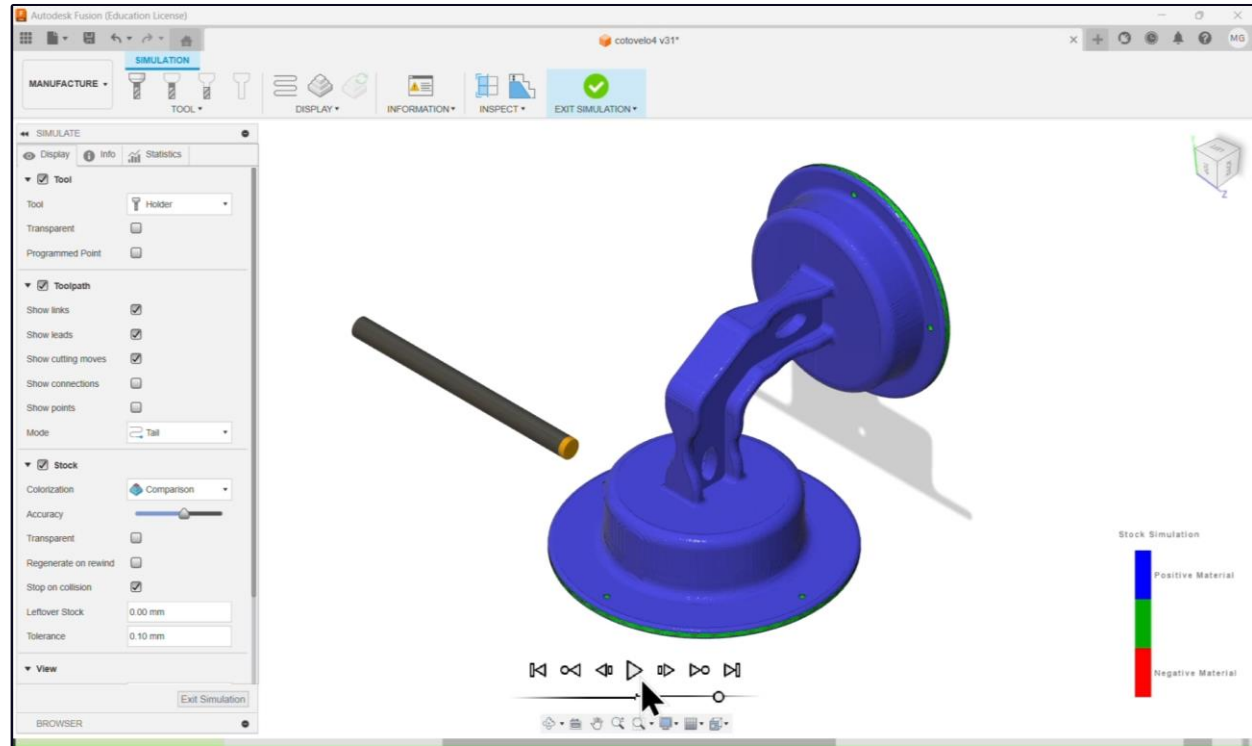 Autodesk Fusion (Education License)
cotovelo4 v31*
MG
SIMULATION
MANUFACTURE
TOOL
DISPLAY
INFORMATION
INSPECT
EXIT SIMULATION
SIMULATE
Display
Info
Statistics
Tool
Tool
Holder
Transparent
Programmed Point
Toolpath
Show links
Show leads
Show cutting moves
Show connections
Show points
Mode
Tail
Stock
Colorization
Comparison
Accuracy
Transparent
Regenerate on rewind
Stop on collision
Leftover Stock
0.00 mm
Tolerance
0.10 mm
View
Exit Simulation
BROWSER
Z
Stock Simulation
Positive Material
Negative Material